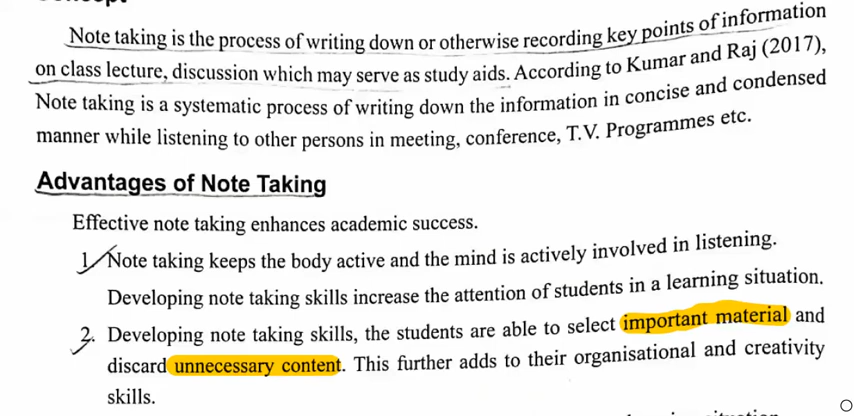 Note taking is the process of writing down or otherwise recording key points of information
on class lecture, discussion which may serve as study aids. According to Kumar and Raj (2017),
Note taking is a systematic process of writing down the information in concise and condensed
manner while listening to other persons in meeting, conference, T.V. Programmes etc.
Advantages of Note Taking
Effective note taking enhances academic success.
1. Note taking keeps the body active and the mind is actively involved in listening.
Developing note taking skills increase the attention of students in a learning situation.
2. Developing note taking skills, the students are able to select important material and
discard unnecessary content. This further adds to their organisational and creativity
skills.